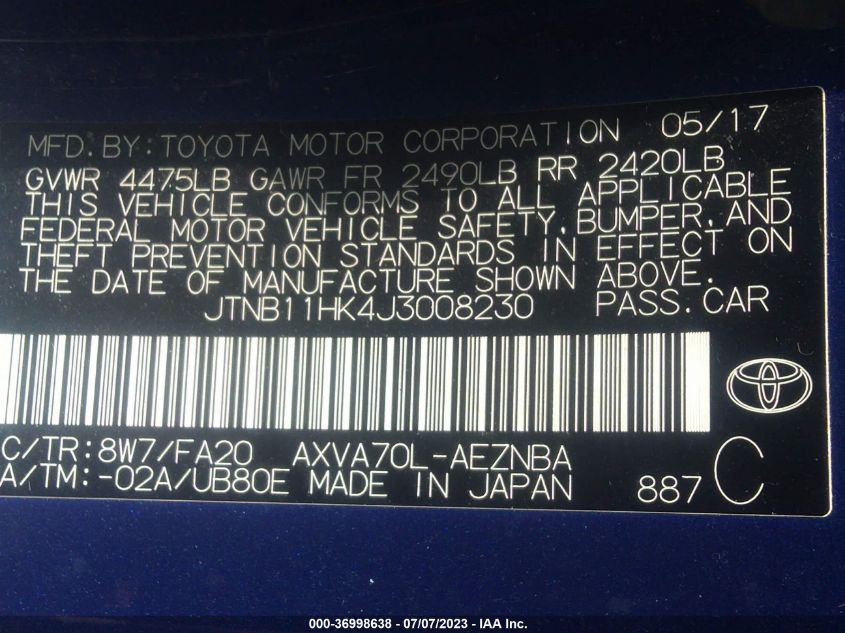 MFD.BY:TOYOTA MOTOR CORPORATION 05/17
GVWR 4475LB GAWR FR 2490LB RR 2420LB
THIS VEHICLE CONFORMS TO ALL APPLICABLE
FEDERAL MOTOR VEHICLE SAFETY,BUMPER,AND
THEFT PREVENTION STANDARDS IN EFFECT ON
THE DATE OF MANUFACTURE SHOWN ABOVE.
JTNB11HK4J3008230 PASS.CAR
C/TR:8W7/FA20 AXVA70L-AEZNBA
A/TM:-02A/UB80E MADE IN JAPAN 887 C
000-36998638 - 07/07/2023 - IAA Inc.